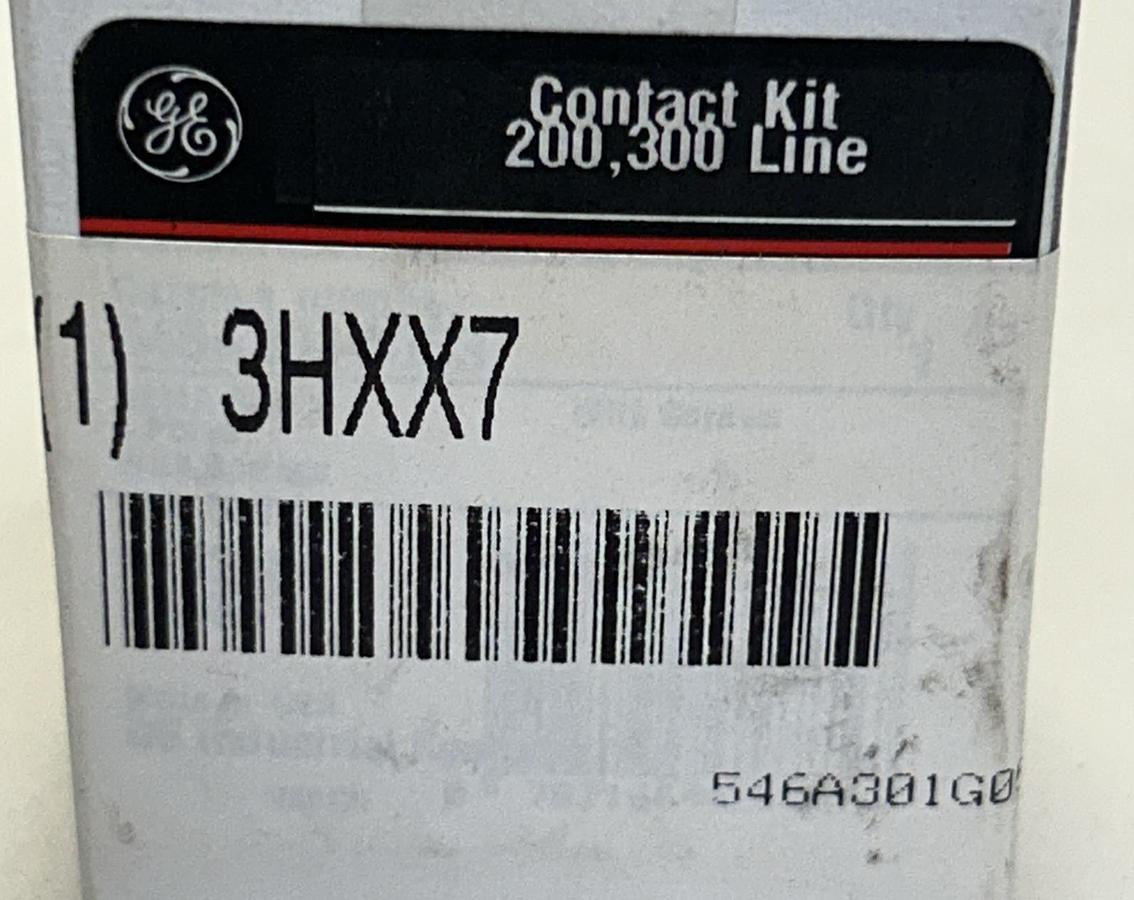 GE
Contact Kit
200,300 Line
(1) 3HXX7
546A301G0